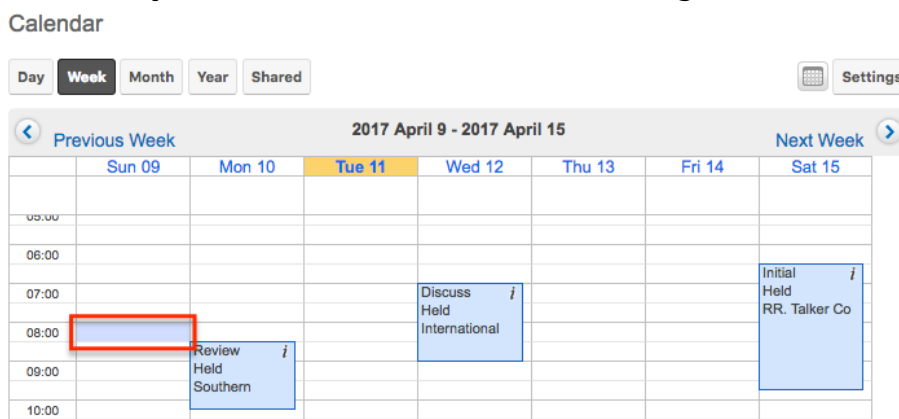 Calendar
Day Week Month Year Shared Settings
Previous Week 2017 April 9 - 2017 April 15 Next Week
Sun 09 Mon 10 Tue 11 Wed 12 Thu 13 Fri 14 Sat 15
05:00
06:00
Initial i
07:00 Discuss i Held
Held RR. Talker Co
08:00 International
Review i
09:00 Held
Southern
10:00